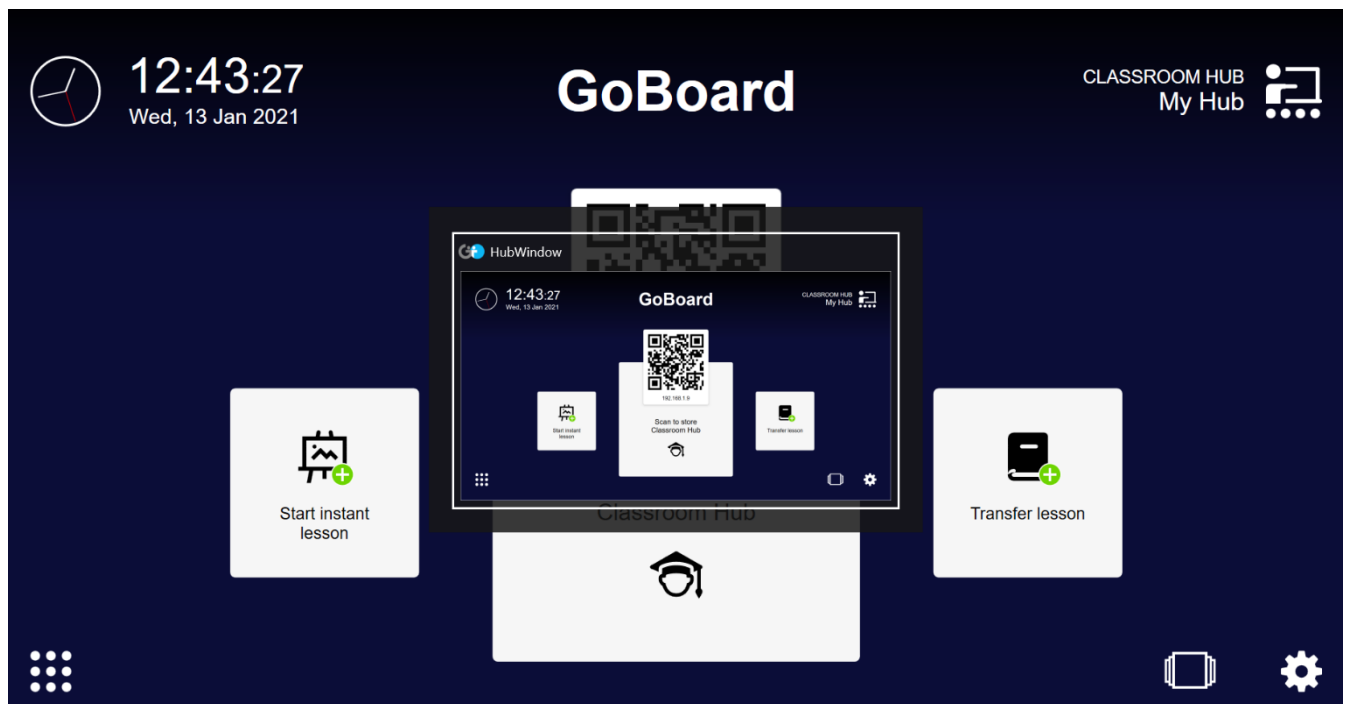 12:43:27
Wed, 13 Jan 2021
GoBoard
CLASSROOM HUB
My Hub
HubWindow
12:43:27
Wed, 13 Jan 2021
GoBoard
CLASSROOM HUB
My Hub
192.168.1.9
Start instant
lesson
Scan to store
Classroom Hub
Transfer lesson
Classroom Hub
Start instant
lesson
Transfer lesson